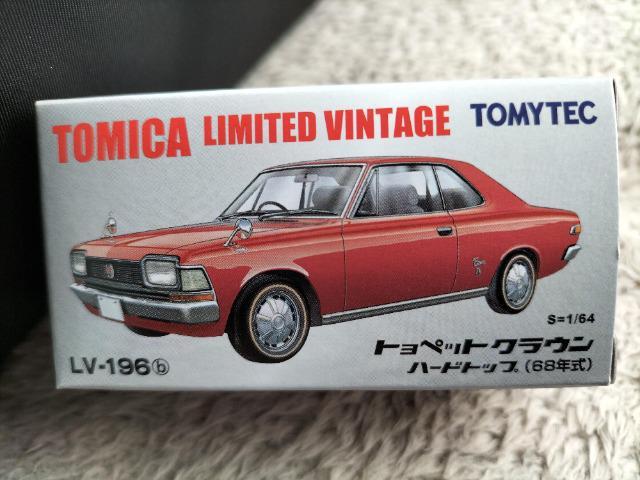 TOMICA LIMITED VINTAGE TOMYTEC
S=1/64
LV-196ⓑ
トヨペットクラウン
ハードトップ(68年式)